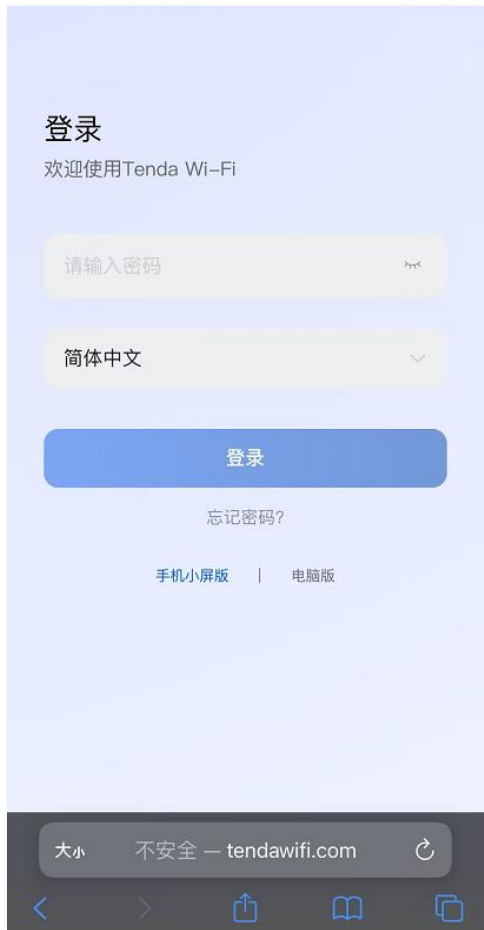 登录
欢迎使用Tenda Wi-Fi
请输入密码
简体中文
登录
忘记密码?
手机小屏版 | 电脑版
大小 不安全 — tendawifi.com